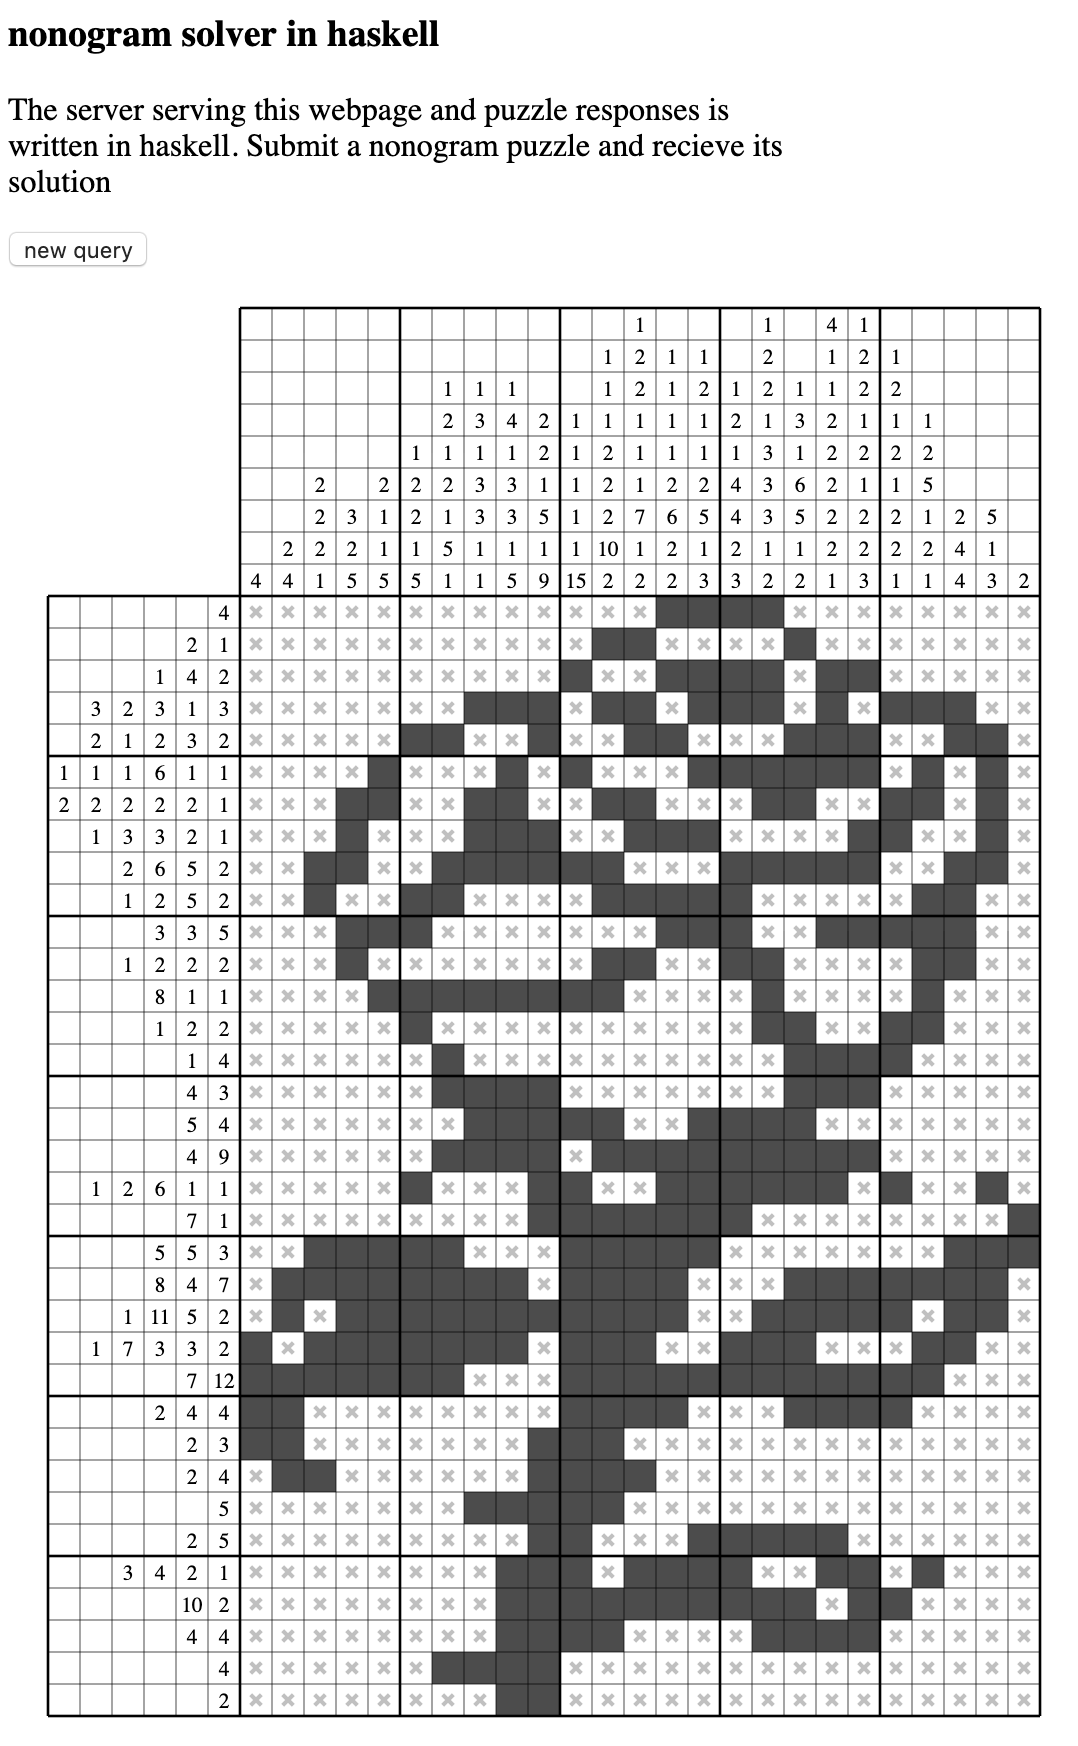 nonogram solver in haskell
The server serving this webpage and puzzle responses is
written in haskell. Submit a nonogram puzzle and recieve its
solution
new query
1 1 4 1
1 2 1 1 2 1 2 1
1 1 1 1 2 1 2 1 2 1 1 2 2
2 3 4 2 1 1 1 1 1 2 1 3 2 1 1 1
1 1 1 1 2 1 2 1 1 1 1 3 1 2 2 2 2
2 2 2 2 3 3 1 1 2 1 2 2 4 3 6 2 1 1 5
2 3 1 2 1 3 3 5 1 2 7 6 5 4 3 5 2 2 2 1 2 5
2 2 2 1 1 5 1 1 1 1 10 1 2 1 2 1 1 2 2 2 2 4 1
4 4 1 5 5 5 1 1 5 9 15 2 2 2 3 3 2 2 1 3 1 1 4 3 2
4
2 1
1 4 2
3 2 3 1 3
2 1 2 3 2
1 1 1 6 1 1
2 2 2 2 2 1
1 3 3 2 1
2 6 5 2
1 2 5 2
3 3 5
1 2 2 2
8 1 1
1 2 2
1 4
4 3
5 4
4 9
1 2 6 1 1
7 1
5 5 3
8 4 7
1 11 5 2
1 7 3 3 2
7 12
2 4 4
2 3
2 4
5
2 5
3 4 2 1
10 2
4 4
4
2